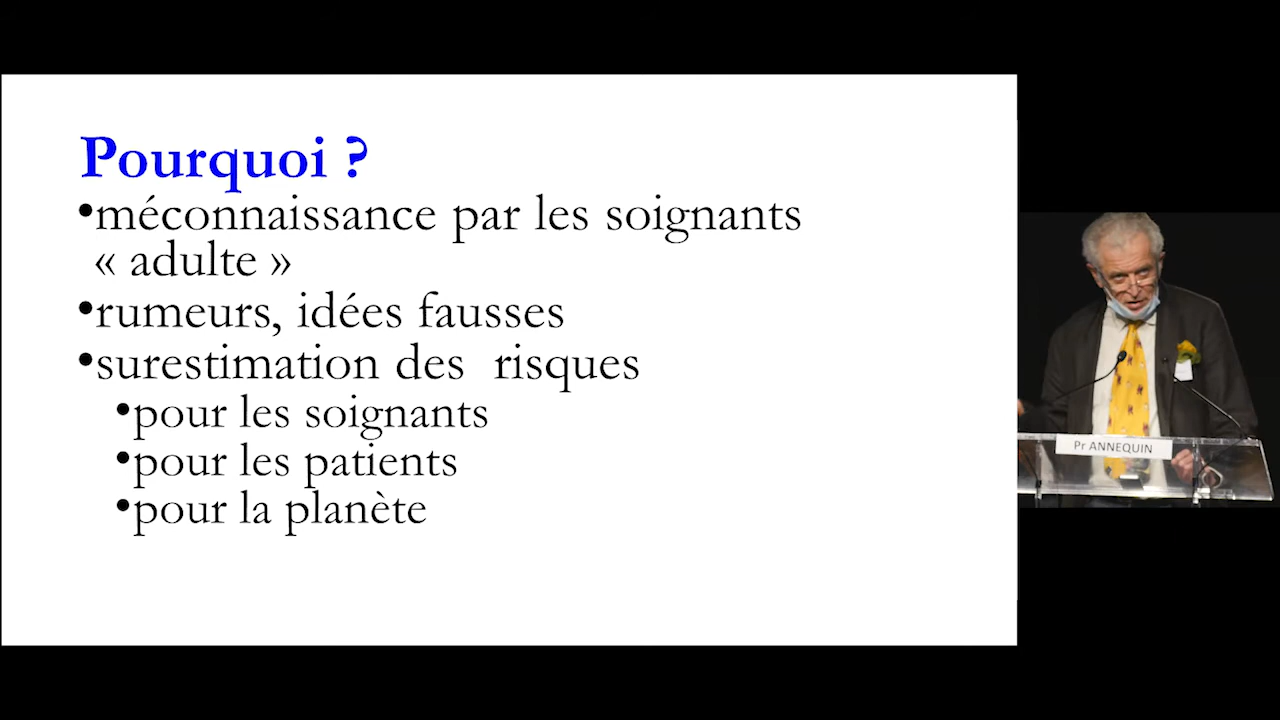 Pourquoi ?
•méconnaissance par les soignants
« adulte »
•rumeurs, idées fausses
•surestimation des  risques
•pour les soignants
•pour les patients
•pour la planète
Pr ANNEQUIN